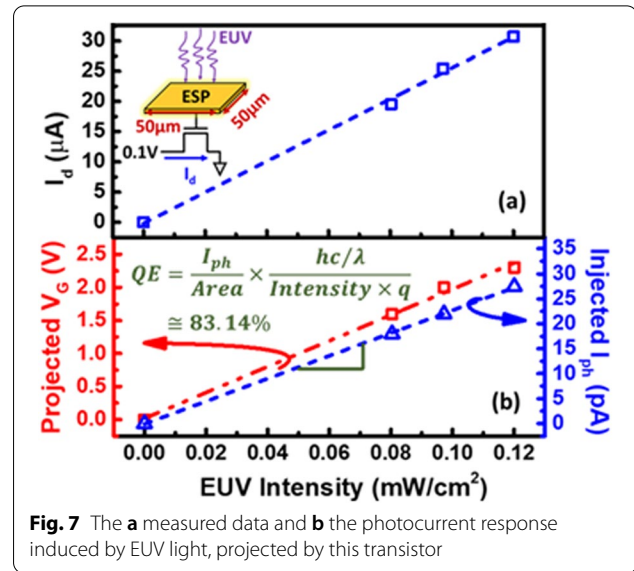 30
25
20
15
10
5
0
I_d (μA)
EUV
ESP
50μm
50μm
0.1V
I_d
(a)
2.5
2.0
1.5
1.0
0.5
0.0
Projected V_G (V)
QE = I_ph/Area × (hc/λ)/(Intensity × q)
≅ 83.14%
(b)
35
30
25
20
15
10
5
0
Injected I_ph (pA)
0.00 0.02 0.04 0.06 0.08 0.10 0.12
EUV Intensity (mW/cm²)
Fig. 7 The a measured data and b the photocurrent response
induced by EUV light, projected by this transistor